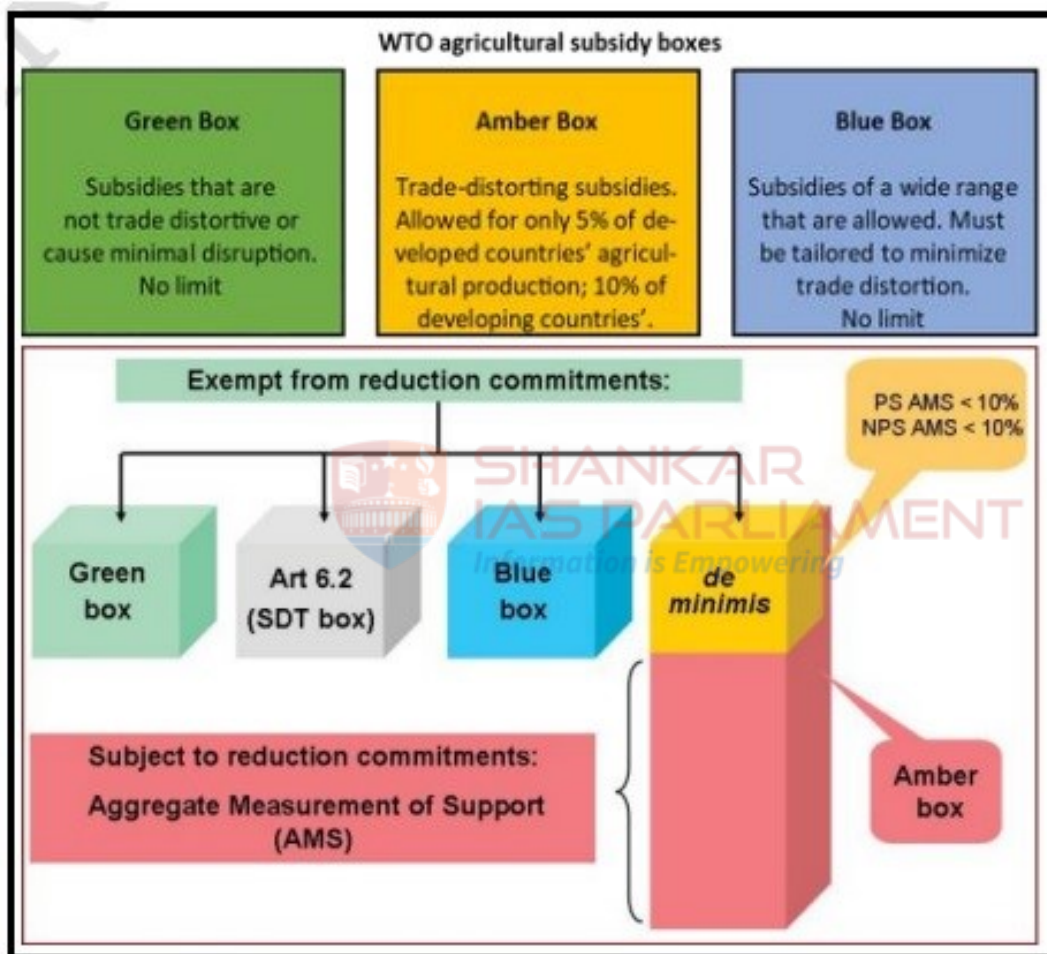 WTO agricultural subsidy boxes
Green Box
Subsidies that are
not trade distortive or
cause minimal disruption.
No limit
Amber Box
Trade-distorting subsidies.
Allowed for only 5% of de-
veloped countries' agricul-
tural production; 10% of
developing countries'.
Blue Box
Subsidies of a wide range
that are allowed. Must
be tailored to minimize
trade distortion.
No limit
Exempt from reduction commitments:
PS AMS < 10%
NPS AMS < 10%
SHANKAR
IAS PARLIAMENT
Information is Empowering
Green
box
Art 6.2
(SDT box)
Blue
box
de
minimis
Subject to reduction commitments:
Aggregate Measurement of Support
(AMS)
Amber
box